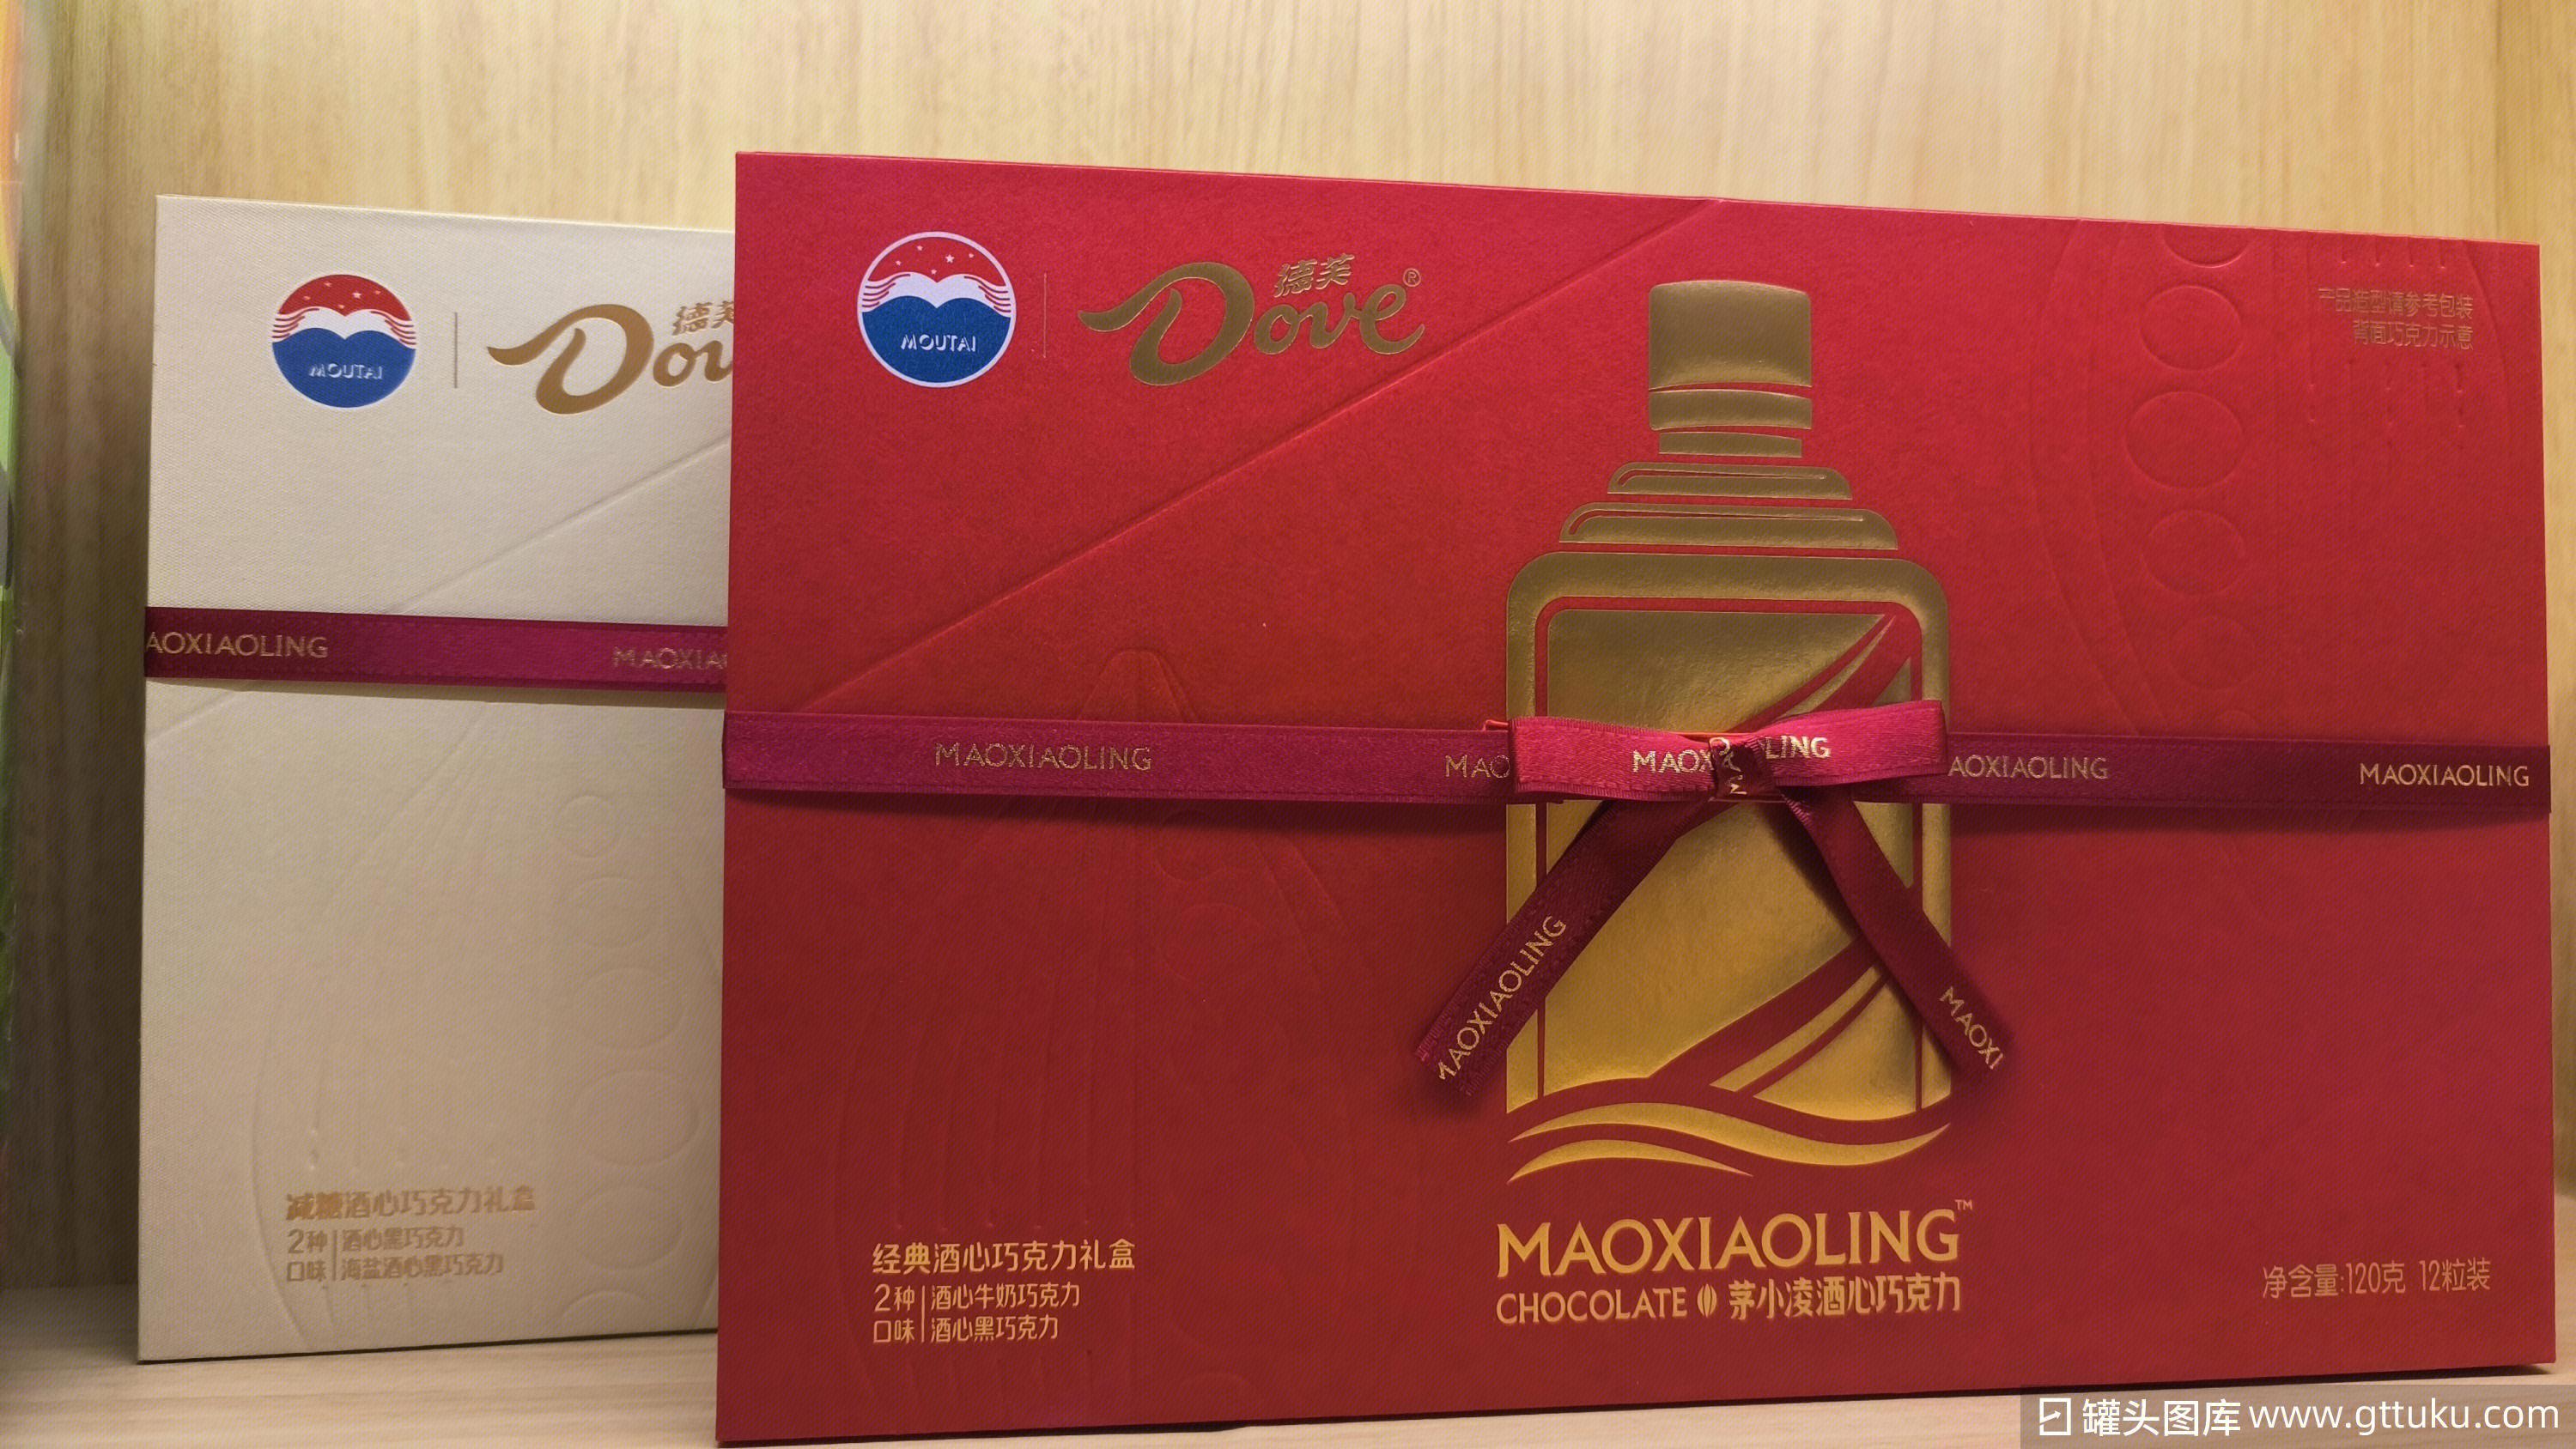 MOUTAI
德芙
Dov
AOXIAOLING
MAOXIAO
减糖酒心巧克力礼盒
2种口味
酒心黑巧克力
海盐酒心黑巧克力
MOUTAI
德芙
Dove®
产品造型请参考包装
背面巧克力示意
MAOXIAOLING
MAO
MAOXIAOLING
AOXIAOLING
MAOXIAOLING
MAOXIAOLING
MAOXI
经典酒心巧克力礼盒
2种口味
酒心牛奶巧克力
酒心黑巧克力
MAOXIAOLING™
CHOCOLATE 茅小凌酒心巧克力
净含量:120克 12粒装
罐头图库 www.gttuku.com